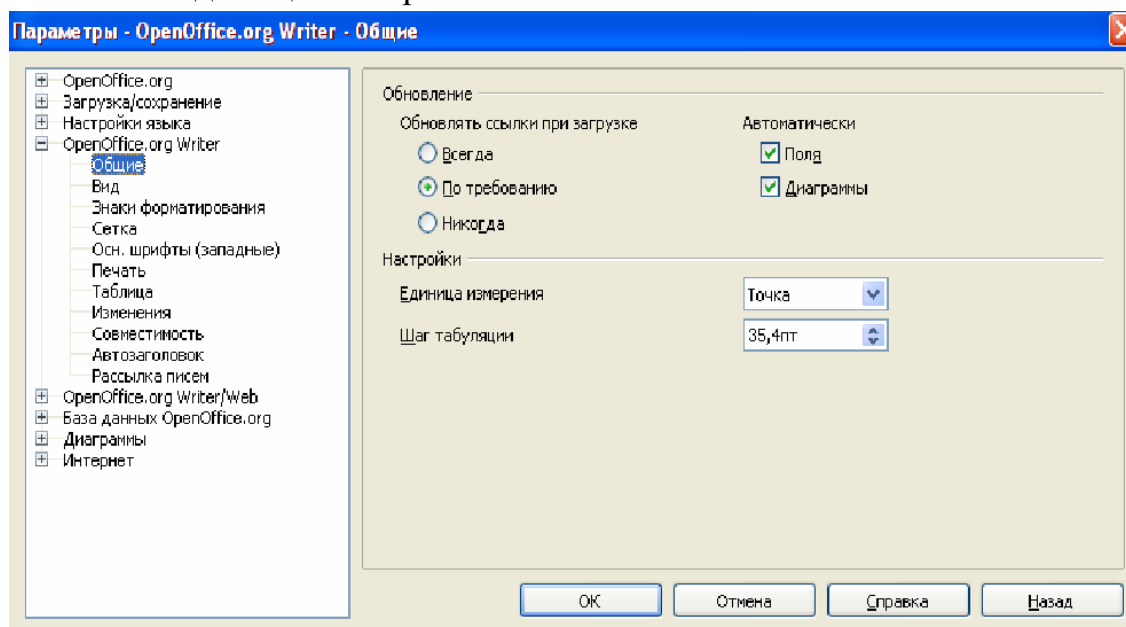 Параметры - OpenOffice.org Writer - Общие
OpenOffice.org
Загрузка/сохранение
Настройки языка
OpenOffice.org Writer
Общие
Вид
Знаки форматирования
Сетка
Осн. шрифты (западные)
Печать
Таблица
Изменения
Совместимость
Автозаголовок
Рассылка писем
OpenOffice.org Writer/Web
База данных OpenOffice.org
Диаграммы
Интернет
Обновление
Обновлять ссылки при загрузке
Всегда
По требованию
Никогда
Автоматически
Поля
Диаграммы
Настройки
Единица измерения
Точка
Шаг табуляции
35,4пт
ОК
Отмена
Справка
Назад